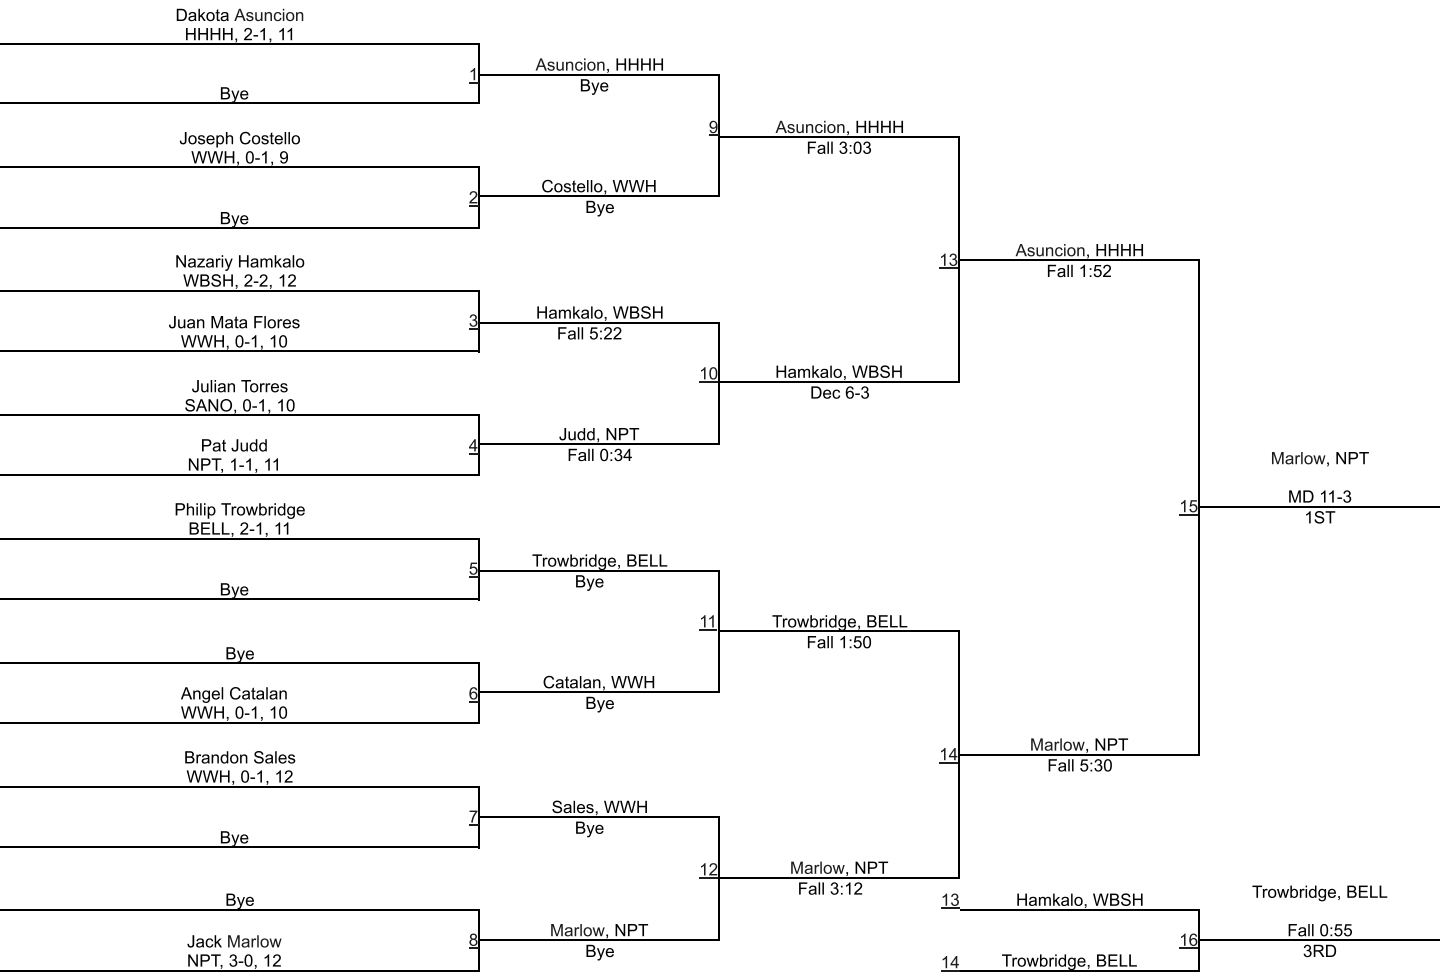 Dakota Asuncion
HHHH, 2-1, 11
1
Bye
Joseph Costello
WWH, 0-1, 9
2
Bye
Nazariy Hamkalo
WBSH, 2-2, 12
3
Juan Mata Flores
WWH, 0-1, 10
Julian Torres
SANO, 0-1, 10
4
Pat Judd
NPT, 1-1, 11
Philip Trowbridge
BELL, 2-1, 11
5
Bye
Bye
6
Angel Catalan
WWH, 0-1, 10
Brandon Sales
WWH, 0-1, 12
7
Bye
Bye
8
Jack Marlow
NPT, 3-0, 12
Asuncion, HHHH
Bye
9
Costello, WWH
Bye
Hamkalo, WBSH
Fall 5:22
10
Judd, NPT
Fall 0:34
Trowbridge, BELL
Bye
11
Catalan, WWH
Bye
Sales, WWH
Bye
12
Marlow, NPT
Bye
Asuncion, HHHH
Fall 3:03
13
Hamkalo, WBSH
Dec 6-3
Trowbridge, BELL
Fall 1:50
14
Marlow, NPT
Fall 3:12
Asuncion, HHHH
Fall 1:52
15
Marlow, NPT
Fall 5:30
Marlow, NPT
MD 11-3
1ST
13
Hamkalo, WBSH
16
14
Trowbridge, BELL
Trowbridge, BELL
Fall 0:55
3RD